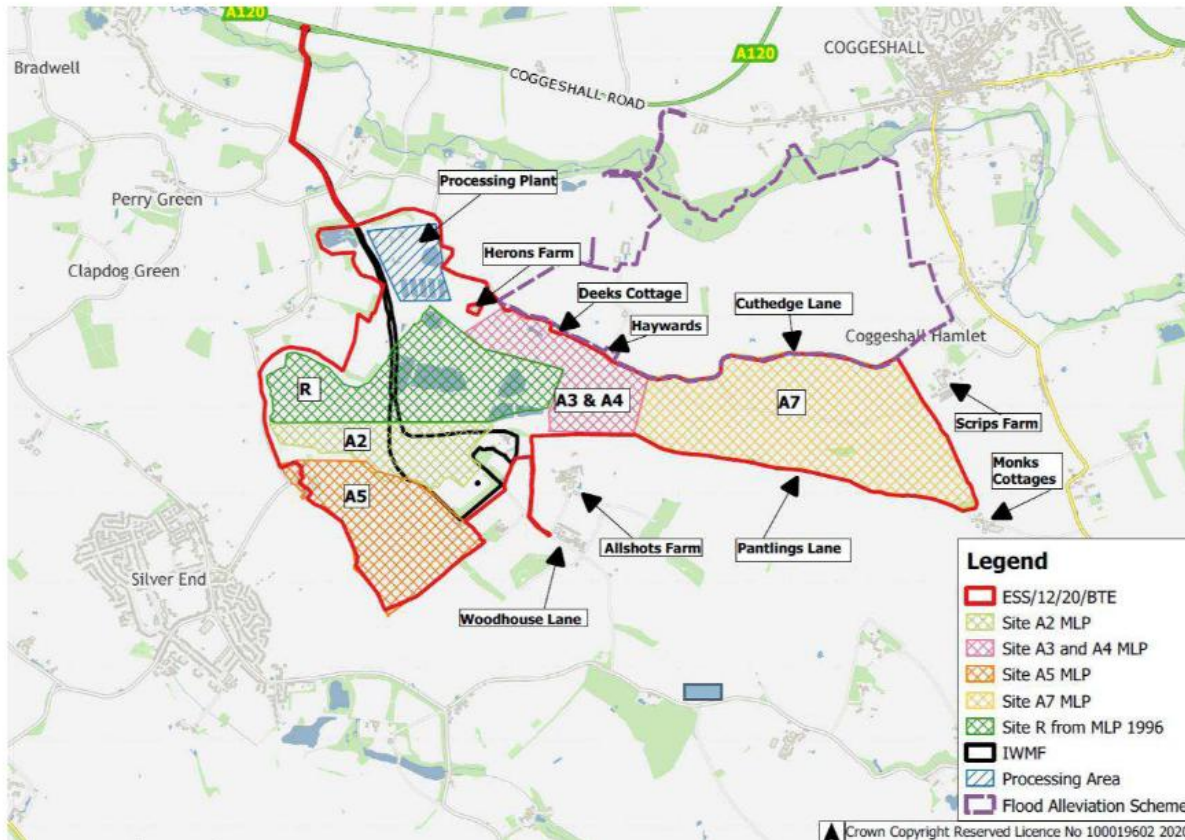 A120
Bradwell
COGGESHALL ROAD
A120
COGGESHALL
Perry Green
Processing Plant
Clapdog Green
Herons Farm
Deeks Cottage
Haywards
Cuthedge Lane
Coggeshall Hamlet
R
A3 & A4
A7
Scrips Farm
A2
Monks
Cottages
A5
Silver End
Allshots Farm
Pantlings Lane
Woodhouse Lane
Legend
ESS/12/20/BTE
Site A2 MLP
Site A3 and A4 MLP
Site A5 MLP
Site A7 MLP
Site R from MLP 1996
IWMF
Processing Area
Flood Alleviation Scheme
Crown Copyright Reserved Licence No 100019602 202